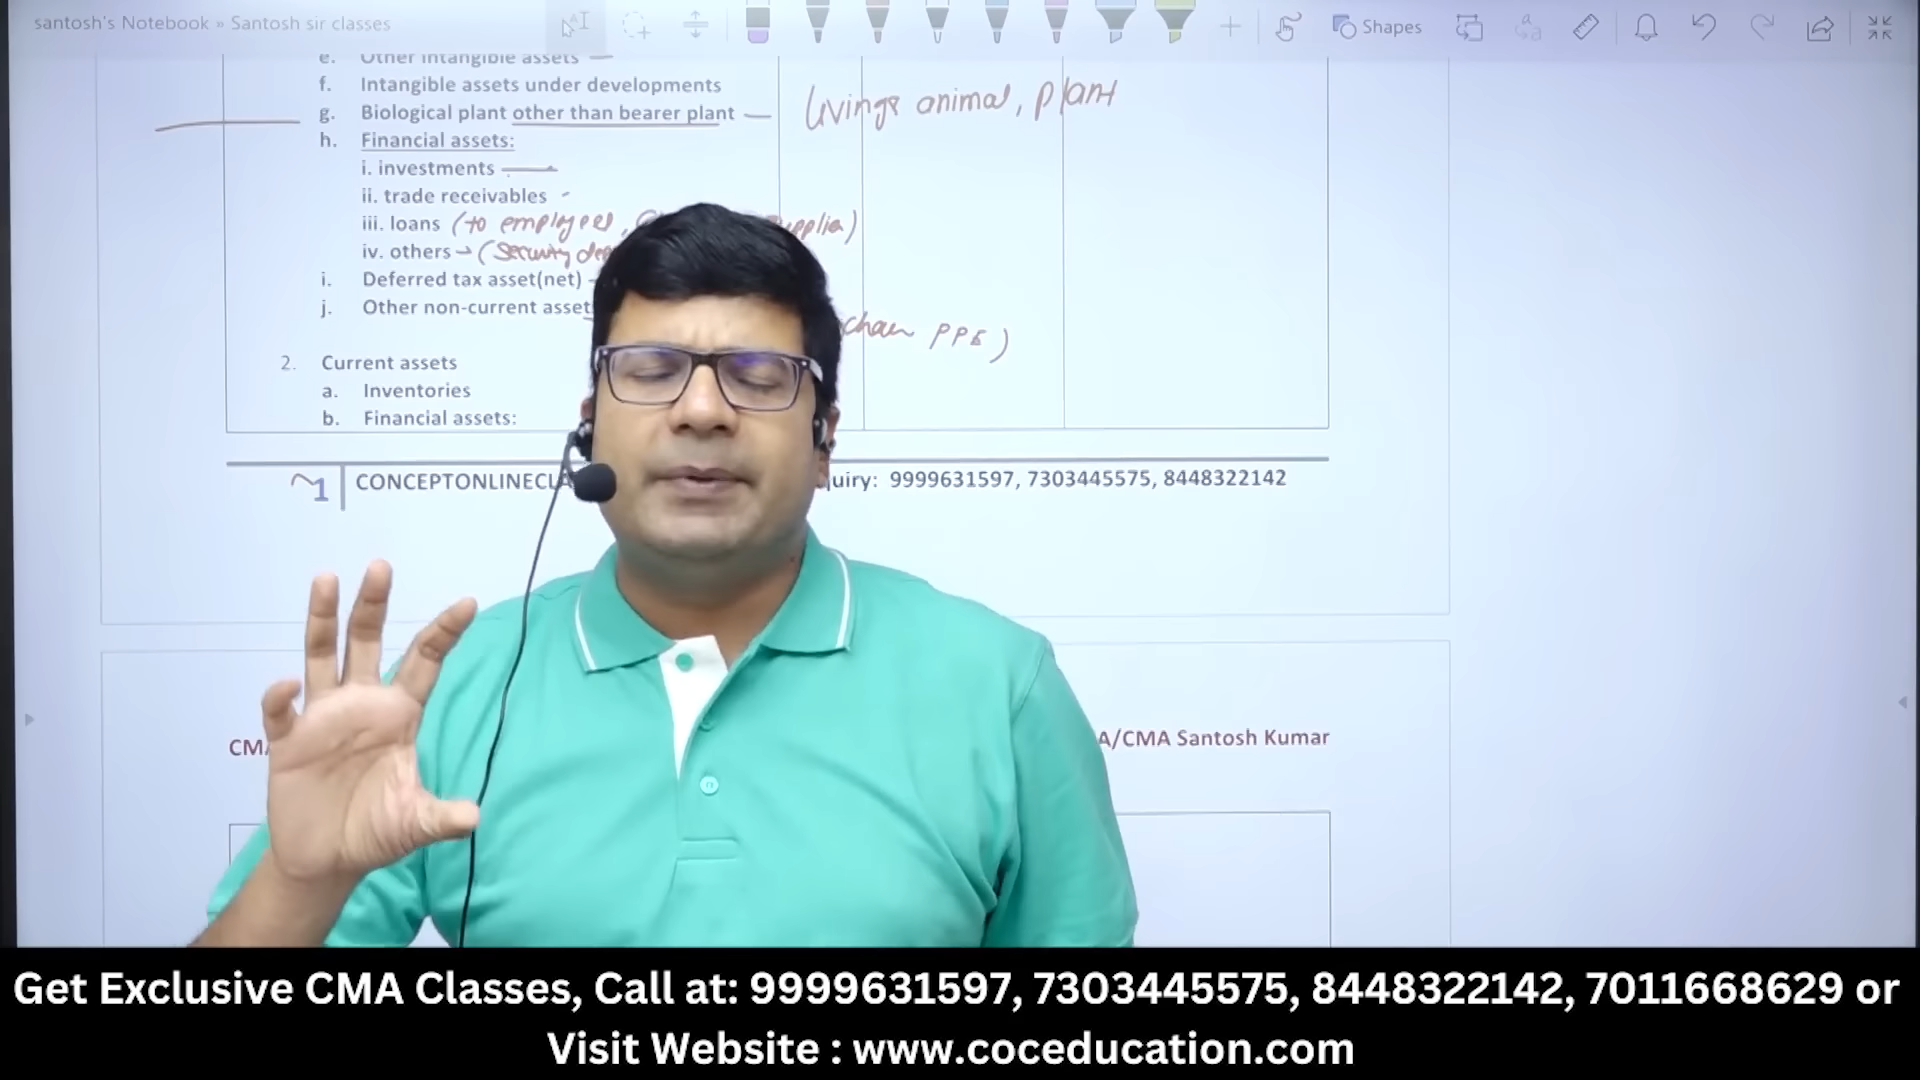 santosh's Notebook » Santosh sir classes
Shapes
e. Other intangible assets
f. Intangible assets under developments
g. Biological plant other than bearer plant
Livings animal, plant
h. Financial assets:
i. investments
ii. trade receivables
iii. loans (to employees,
iv. others → (Security
i. Deferred tax asset(net)
j. Other non-current asset
PPE)
2. Current assets
a. Inventories
b. Financial assets:
1 CONCEPTONLINECLA quiry: 9999631597, 7303445575, 8448322142
CMA A/CMA Santosh Kumar
Get Exclusive CMA Classes, Call at: 9999631597, 7303445575, 8448322142, 7011668629 or
Visit Website : www.coceducation.com